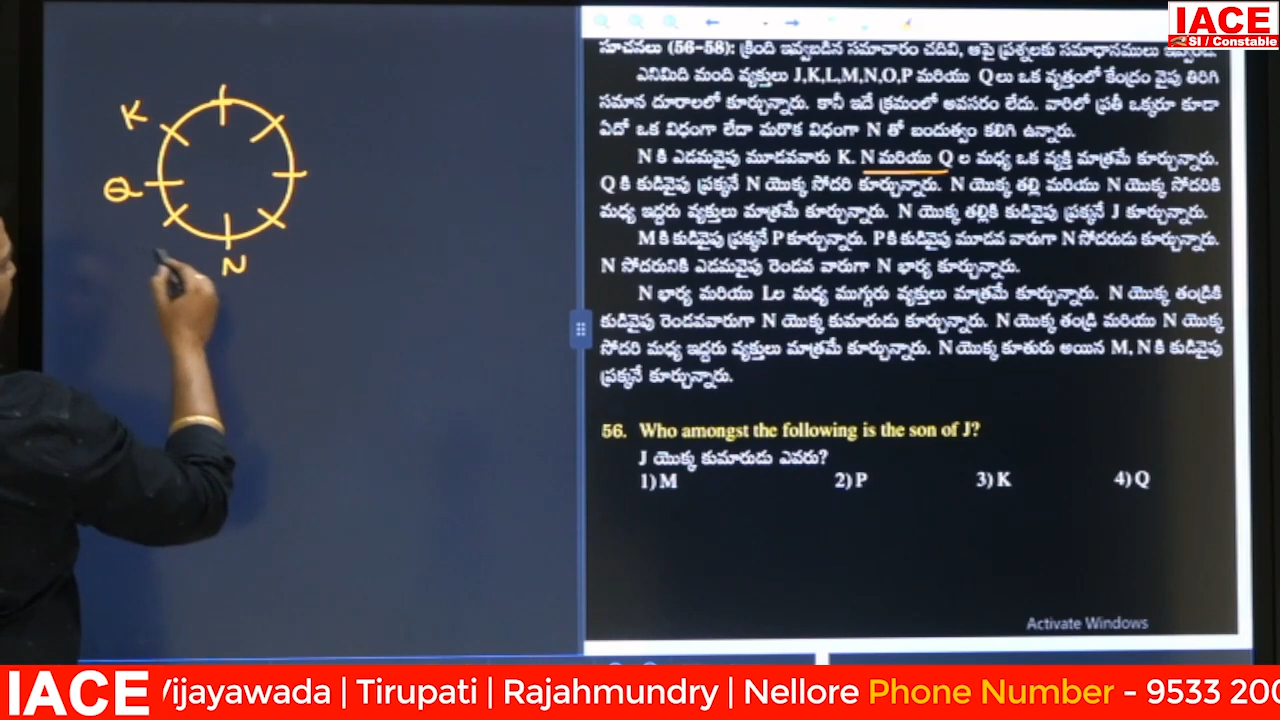 IACE
SI / Constable
సూచనలు (56-58): క్రింది ఇవ్వబడిన సమాచారం చదివి, ఆపై ప్రశ్నలకు సమాధానములు
ఎనిమిది మంది వ్యక్తులు J,K,L,M,N,O,P మరియు Qలు ఒక వృత్తంలో కేంద్రం వైపు తిరిగి
సమాన దూరాలలో కూర్చున్నారు. కానీ ఇదే క్రమంలో అవసరం లేదు. వారిలో ప్రతీ ఒక్కరూ కూడా
ఏదో ఒక విధంగా లేదా మరొక విధంగా N తో బంధుత్వం కలిగి ఉన్నారు.
N కి ఎడమవైపు మూడవవారు K. N మరియు Q ల మధ్య ఒక వ్యక్తి మాత్రమే కూర్చున్నారు.
Q కి కుడివైపు ప్రక్కనే N యొక్క సోదరి కూర్చున్నారు. N యొక్క తల్లి మరియు N యొక్క సోదరికి
మధ్య ఇద్దరు వ్యక్తులు మాత్రమే కూర్చున్నారు. N యొక్క తల్లికి కుడివైపు ప్రక్కనే J కూర్చున్నారు.
M కి కుడివైపు ప్రక్కనే P కూర్చున్నారు. P కి కుడివైపు మూడవ వారుగా N సోదరుడు కూర్చున్నారు.
N సోదరునికి ఎడమవైపు రెండవ వారుగా N భార్య కూర్చున్నారు.
N భార్య మరియు Lల మధ్య ముగ్గురు వ్యక్తులు మాత్రమే కూర్చున్నారు. N యొక్క తండ్రికి
కుడివైపు రెండవవారుగా N యొక్క కుమారుడు కూర్చున్నారు. N యొక్క తండ్రి మరియు N యొక్క
సోదరి మధ్య ఇద్దరు వ్యక్తులు మాత్రమే కూర్చున్నారు. N యొక్క కూతురు అయిన M, N కి కుడివైపు
ప్రక్కనే కూర్చున్నారు.
K
Q
N
56. Who amongst the following is the son of J?
J యొక్క కుమారుడు ఎవరు?
1) M 2) P 3) K 4) Q
Activate Windows
IACE Vijayawada | Tirupati | Rajahmundry | Nellore Phone Number - 9533 200